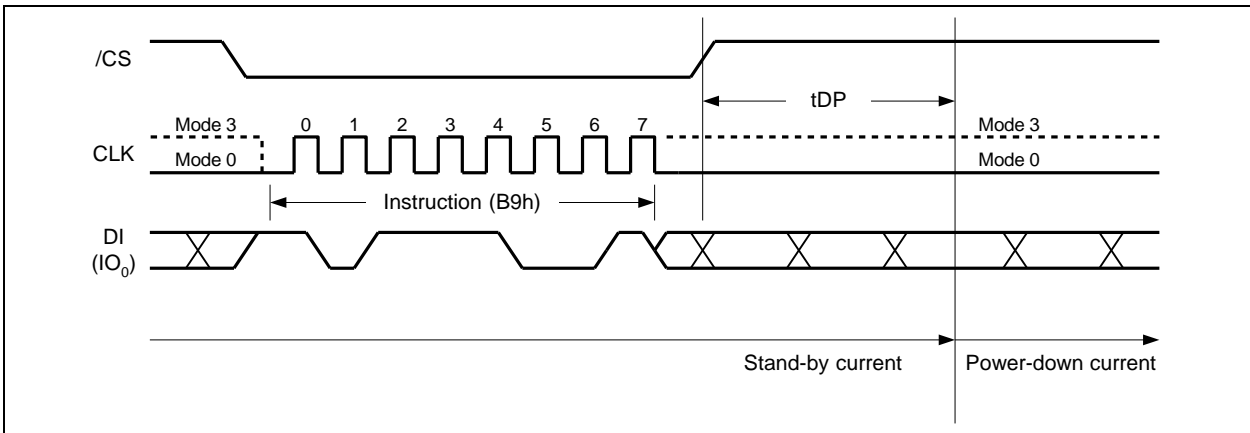 /CS
tDP
Mode 3 0 1 2 3 4 5 6 7 Mode 3
CLK
Mode 0 Mode 0
Instruction (B9h)
DI
(IO0)
Stand-by current Power-down current